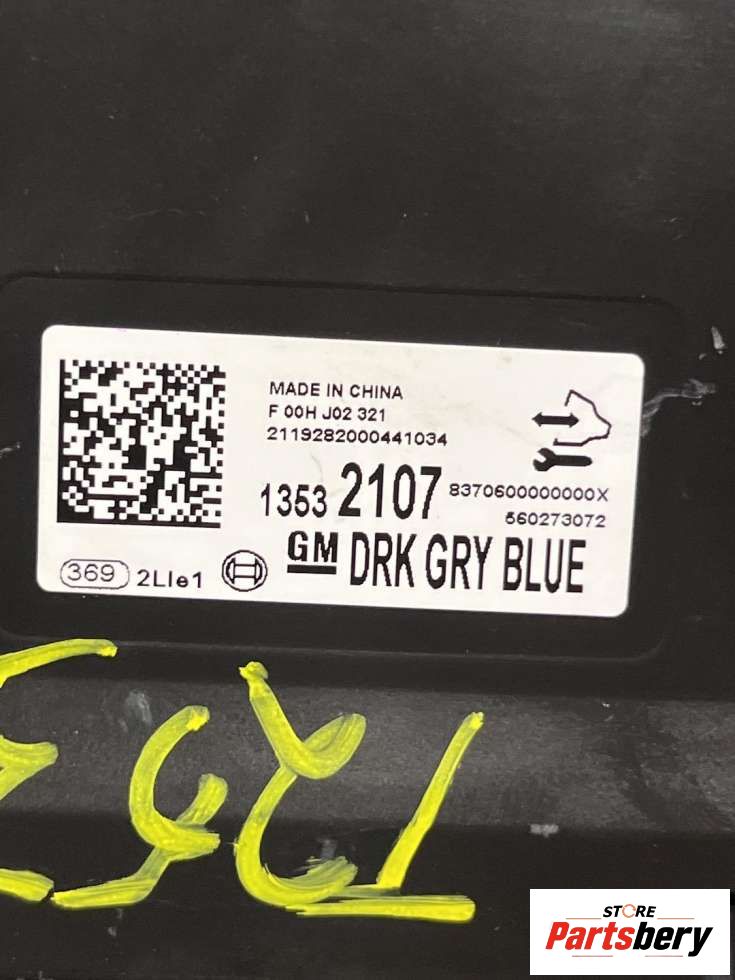 MADE IN CHINA
F 00H J02 321
2119282000441034
1353 2107 8370600000000X
560273072
369 2LIe1 GM DRK GRY BLUE
STORE
Partsbery